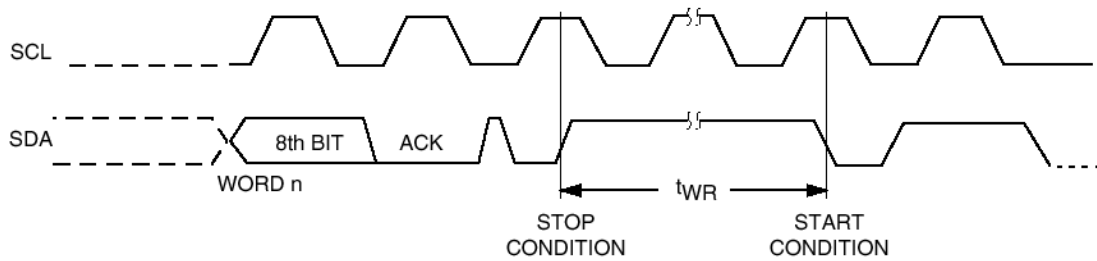 SCL
SDA
8th BIT
ACK
WORD n
tWR
STOP
CONDITION
START
CONDITION